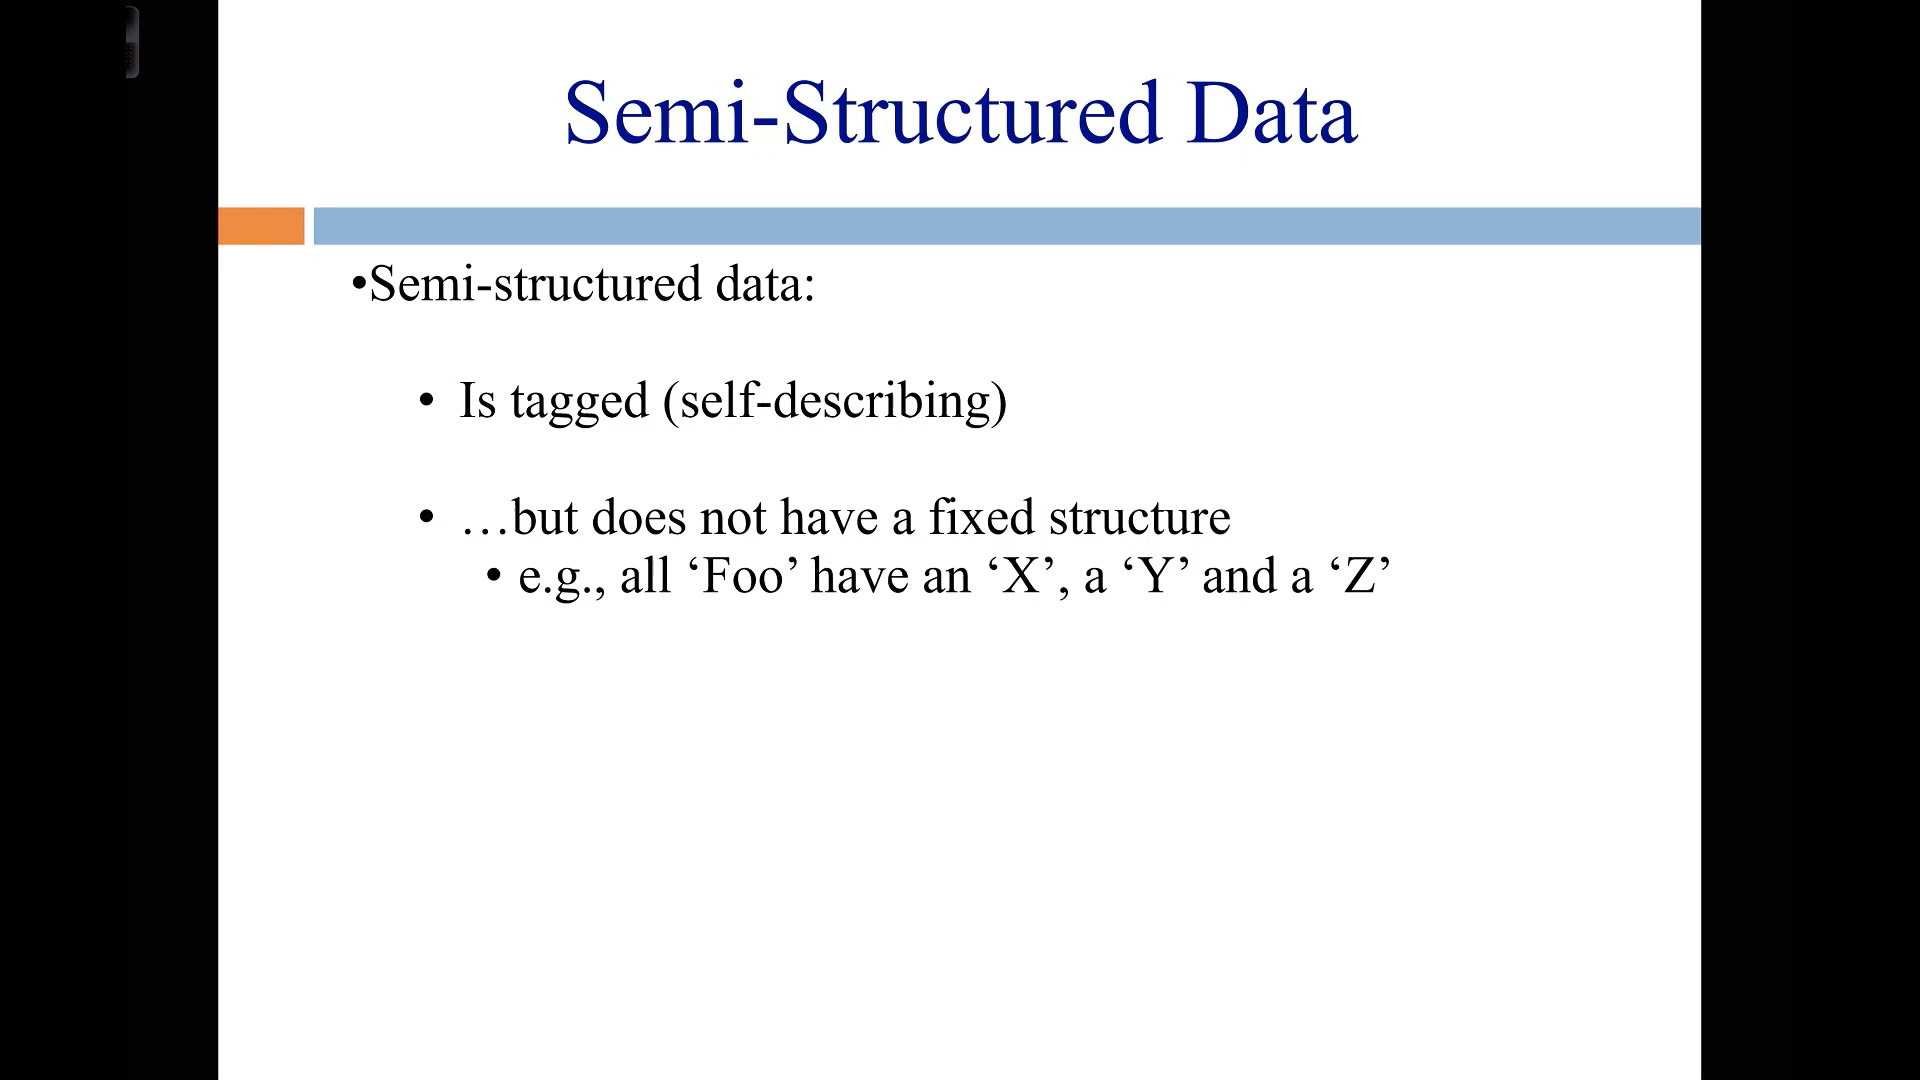 Semi-Structured Data
•Semi-structured data:
• Is tagged (self-describing)
• …but does not have a fixed structure
• e.g., all ‘Foo’ have an ‘X’, a ‘Y’ and a ‘Z’